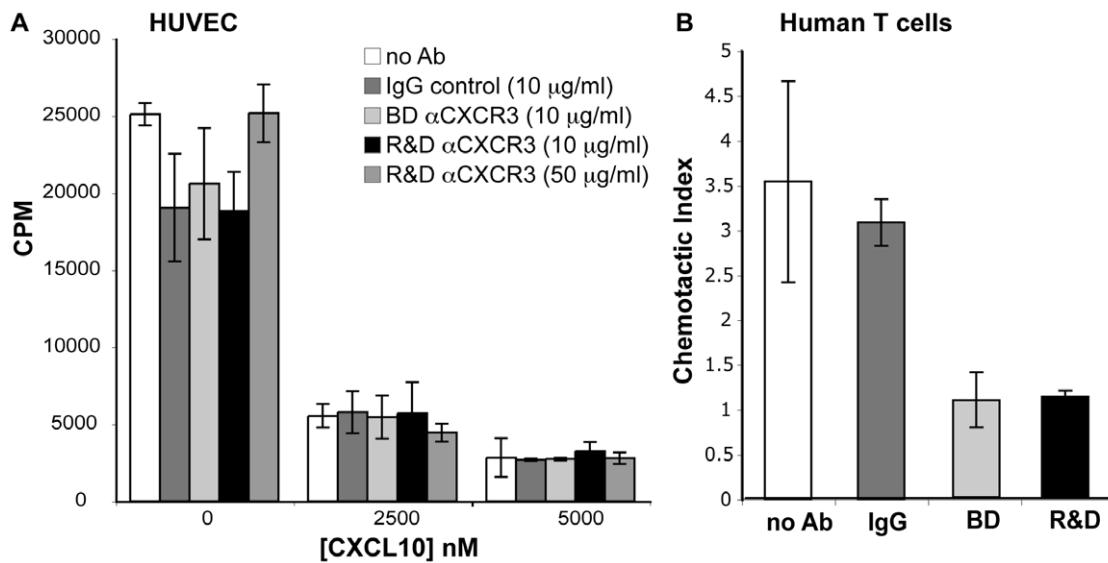 A HUVEC
30000
25000
20000
15000
10000
5000
0
CPM
no Ab
IgG control (10 μg/ml)
BD αCXCR3 (10 μg/ml)
R&D αCXCR3 (10 μg/ml)
R&D αCXCR3 (50 μg/ml)
0 2500 5000
[CXCL10] nM
B Human T cells
5
4.5
4
3.5
3
2.5
2
1.5
1
0.5
0
Chemotactic Index
no Ab IgG BD R&D